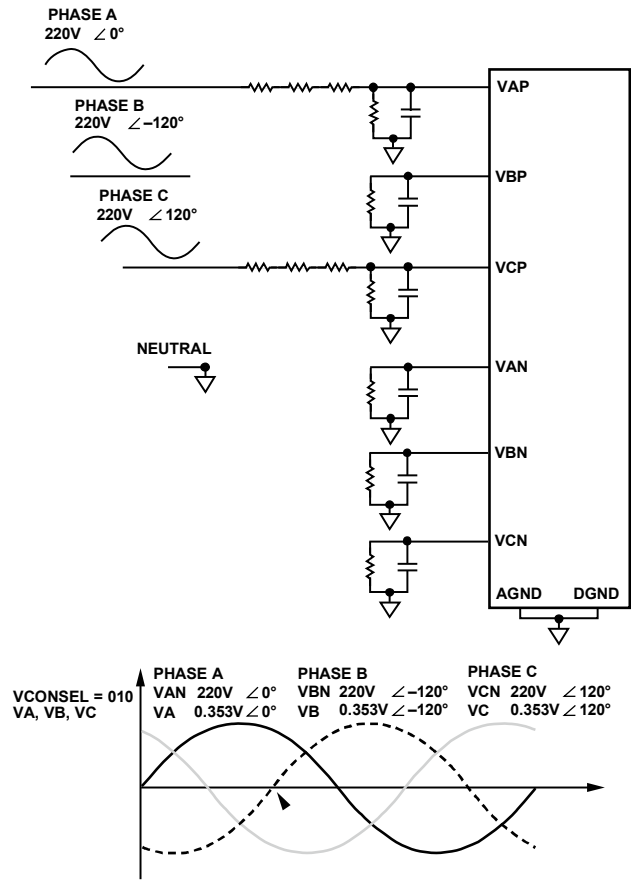 PHASE A
220V ∠ 0°
VAP
PHASE B
220V ∠ –120°
VBP
PHASE C
220V ∠ 120°
VCP
NEUTRAL
VAN
VBN
VCN
AGND DGND
VCONSEL = 010
VA, VB, VC
PHASE A
VAN 220V ∠ 0°
VA 0.353V ∠ 0°
PHASE B
VBN 220V ∠ –120°
VB 0.353V ∠ –120°
PHASE C
VCN 220V ∠ 120°
VC 0.353V ∠ 120°